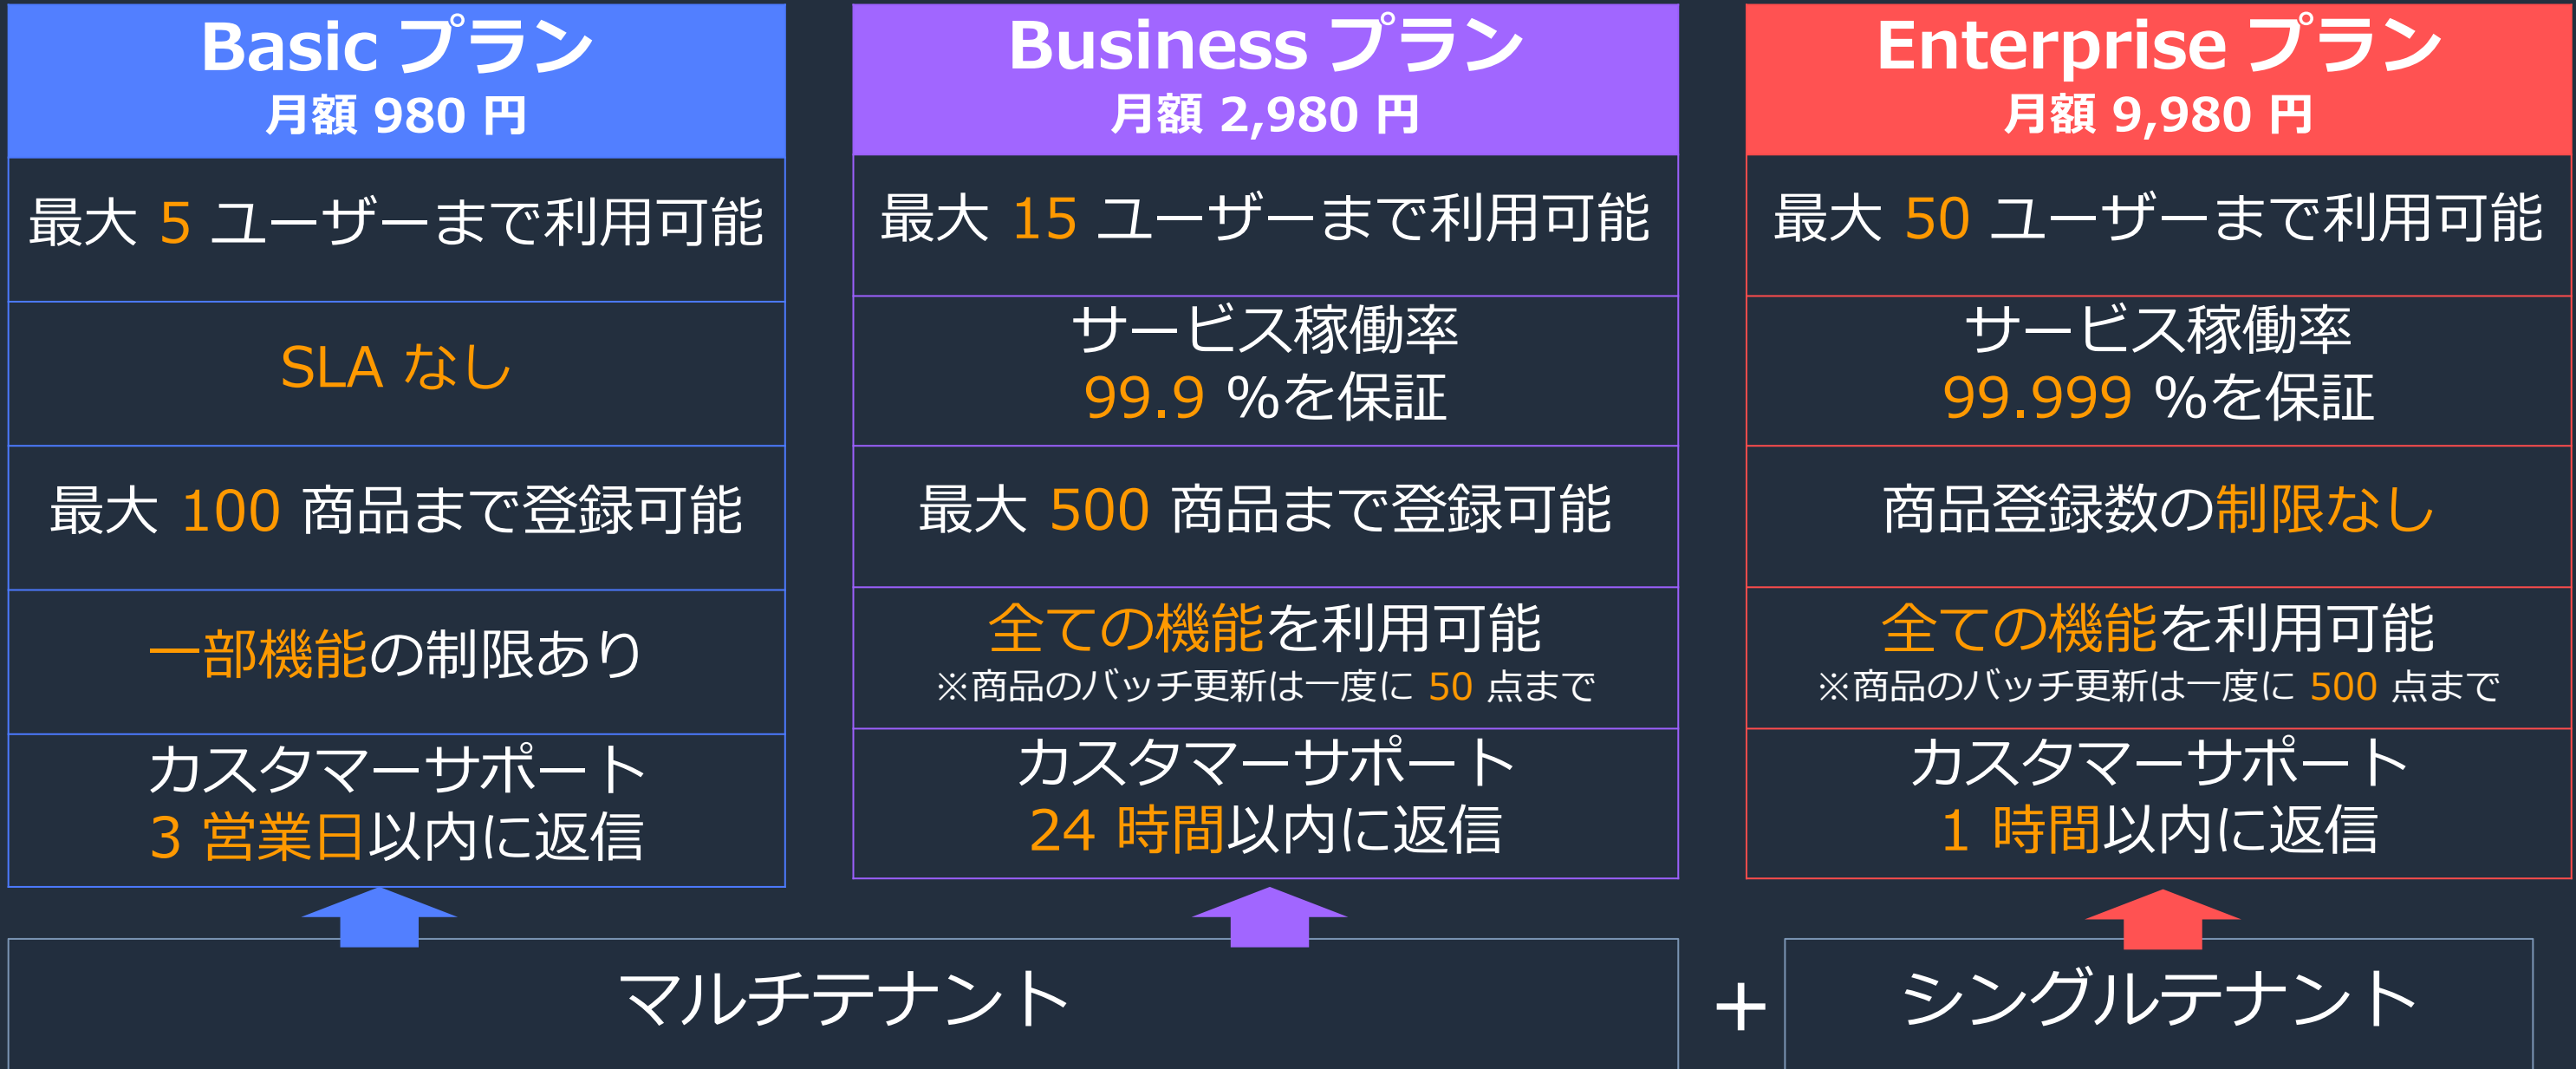 Basic プラン
月額 980 円
最大 5 ユーザーまで利用可能
SLA なし
最大 100 商品まで登録可能
一部機能の制限あり
カスタマーサポート
3 営業日以内に返信
Business プラン
月額 2,980 円
最大 15 ユーザーまで利用可能
サービス稼働率
99.9 %を保証
最大 500 商品まで登録可能
全ての機能を利用可能
※商品のバッチ更新は一度に 50 点まで
カスタマーサポート
24 時間以内に返信
Enterprise プラン
月額 9,980 円
最大 50 ユーザーまで利用可能
サービス稼働率
99.999 %を保証
商品登録数の制限なし
全ての機能を利用可能
※商品のバッチ更新は一度に 500 点まで
カスタマーサポート
1 時間以内に返信
マルチテナント
+
シングルテナント